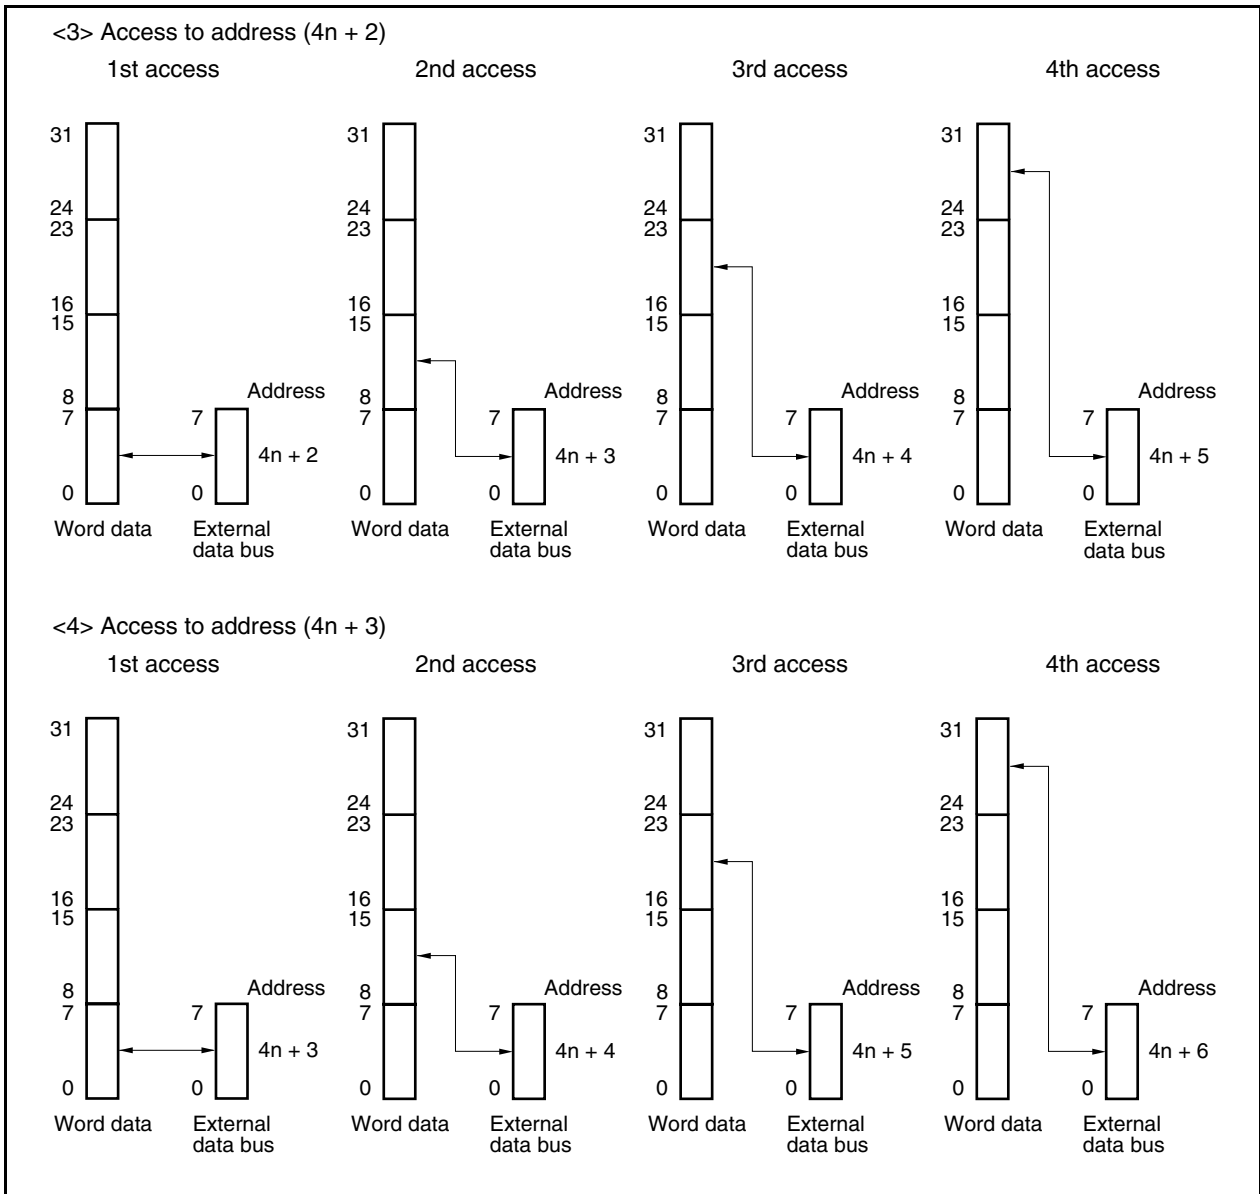 <3> Access to address (4n + 2)
1st access 2nd access 3rd access 4th access
31 31 31 31
24 24 24 24
23 23 23 23
16 16 16 16
15 15 15 15
Address Address Address Address
8 8 8 8
7 7 7 7 7 7 7 7
4n + 2 4n + 3 4n + 4 4n + 5
0 0 0 0 0 0 0 0
Word data External Word data External Word data External Word data External
data bus data bus data bus data bus
<4> Access to address (4n + 3)
1st access 2nd access 3rd access 4th access
31 31 31 31
24 24 24 24
23 23 23 23
16 16 16 16
15 15 15 15
Address Address Address Address
8 8 8 8
7 7 7 7 7 7 7 7
4n + 3 4n + 4 4n + 5 4n + 6
0 0 0 0 0 0 0 0
Word data External Word data External Word data External Word data External
data bus data bus data bus data bus